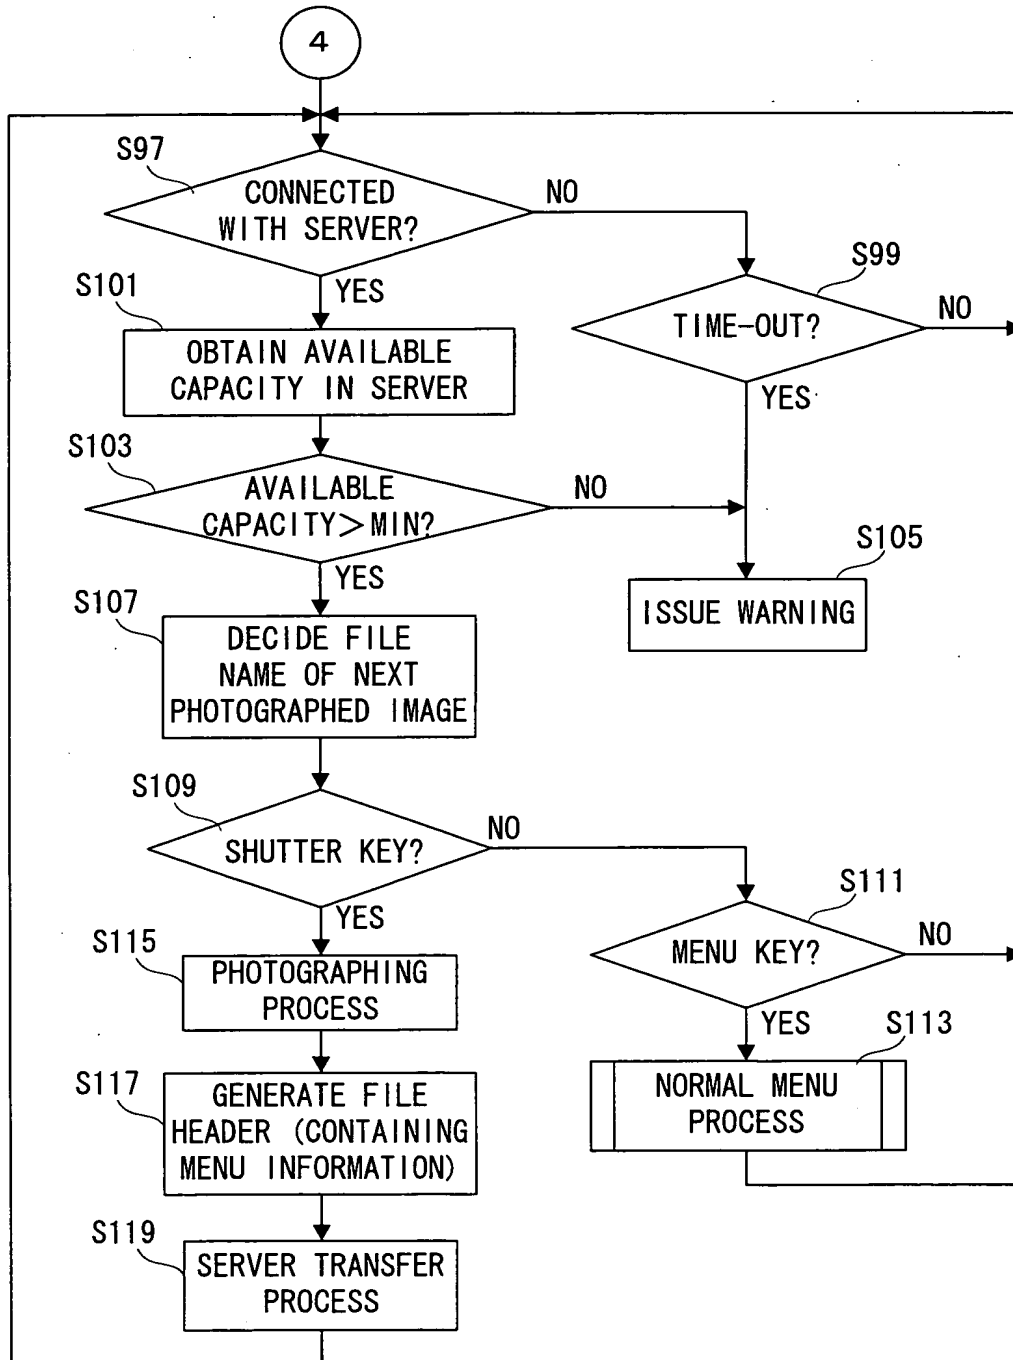 4
S97
CONNECTED
WITH SERVER?
NO
YES
S99
TIME-OUT?
NO
YES
S101
OBTAIN AVAILABLE
CAPACITY IN SERVER
S103
AVAILABLE
CAPACITY>MIN?
NO
YES
S105
ISSUE WARNING
S107
DECIDE FILE
NAME OF NEXT
PHOTOGRAPHED IMAGE
S109
SHUTTER KEY?
NO
YES
S111
MENU KEY?
NO
YES
S113
NORMAL MENU
PROCESS
S115
PHOTOGRAPHING
PROCESS
S117
GENERATE FILE
HEADER (CONTAINING
MENU INFORMATION)
S119
SERVER TRANSFER
PROCESS